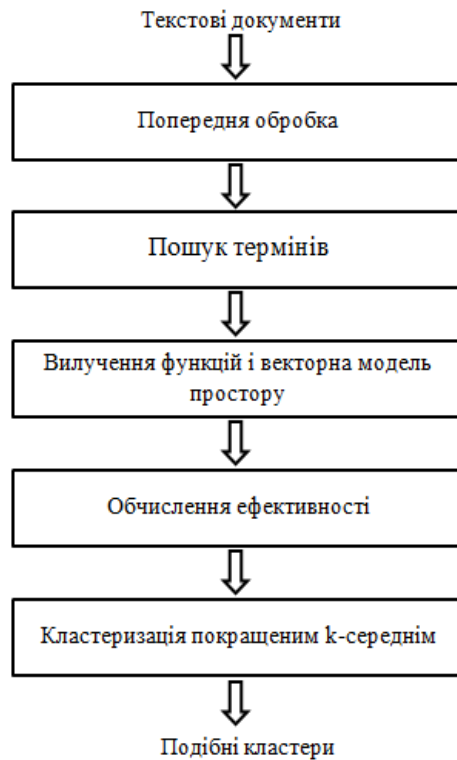 Текстові документи
Попередня обробка
Пошук термінів
Вилучення функцій і векторна модель
простору
Обчислення ефективності
Кластеризація покращеним k-середнім
Подібні кластери